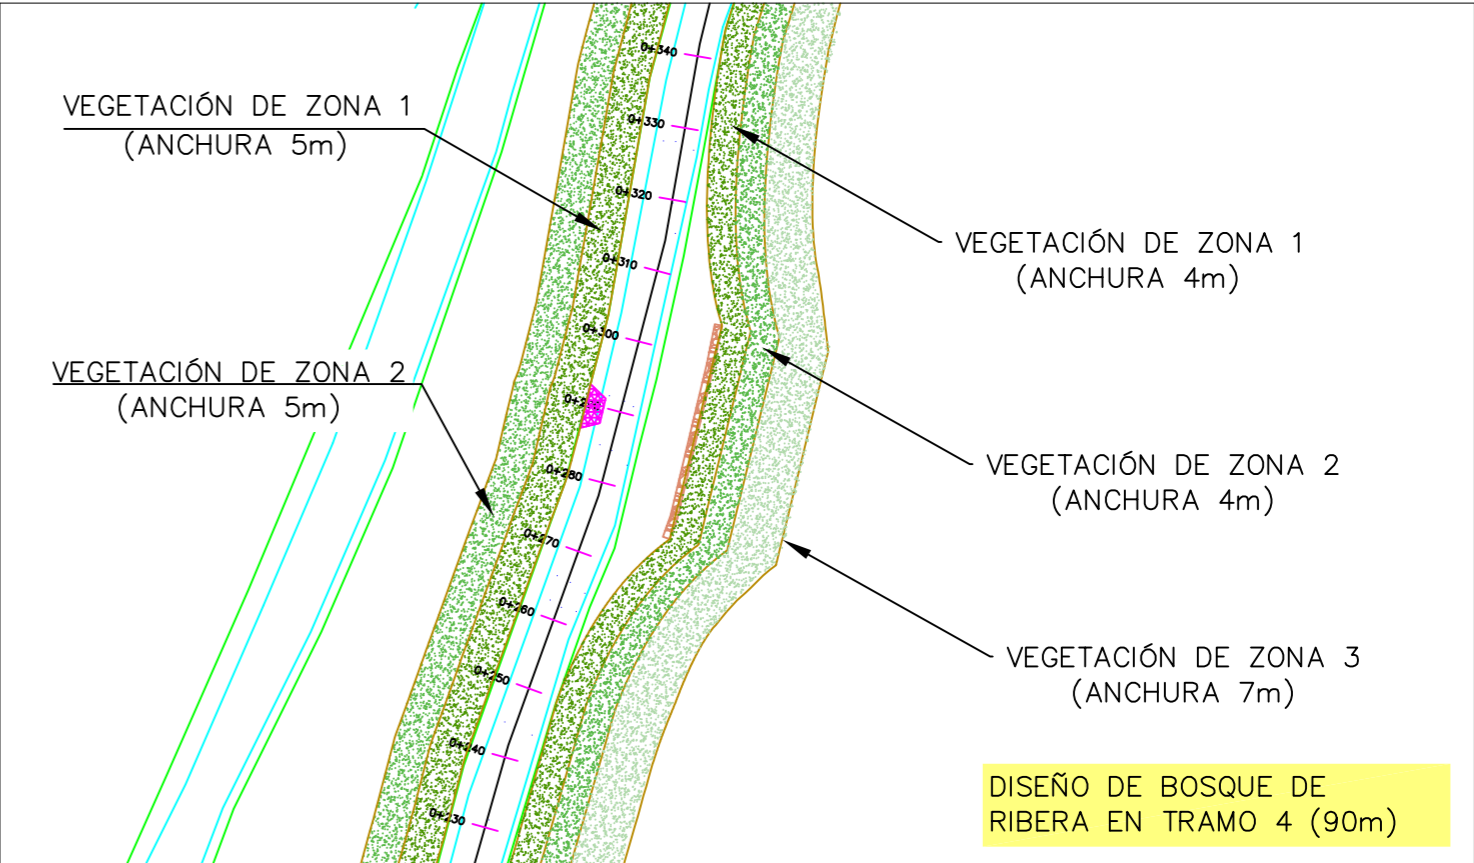 VEGETACIÓN DE ZONA 1
(ANCHURA 5m)
VEGETACIÓN DE ZONA 2
(ANCHURA 5m)
0+340
0+330
0+320
0+310
0+300
0+280
0+270
0+260
0+250
0+240
0+230
VEGETACIÓN DE ZONA 1
(ANCHURA 4m)
VEGETACIÓN DE ZONA 2
(ANCHURA 4m)
VEGETACIÓN DE ZONA 3
(ANCHURA 7m)
DISEÑO DE BOSQUE DE
RIBERA EN TRAMO 4 (90m)